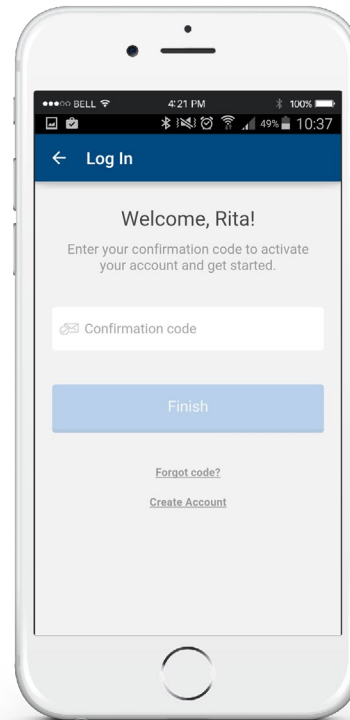 BELL 4:21 PM 100%
49% 10:37
Log In
Welcome, Rita!
Enter your confirmation code to activate
your account and get started.
Confirmation code
Finish
Forgot code?
Create Account